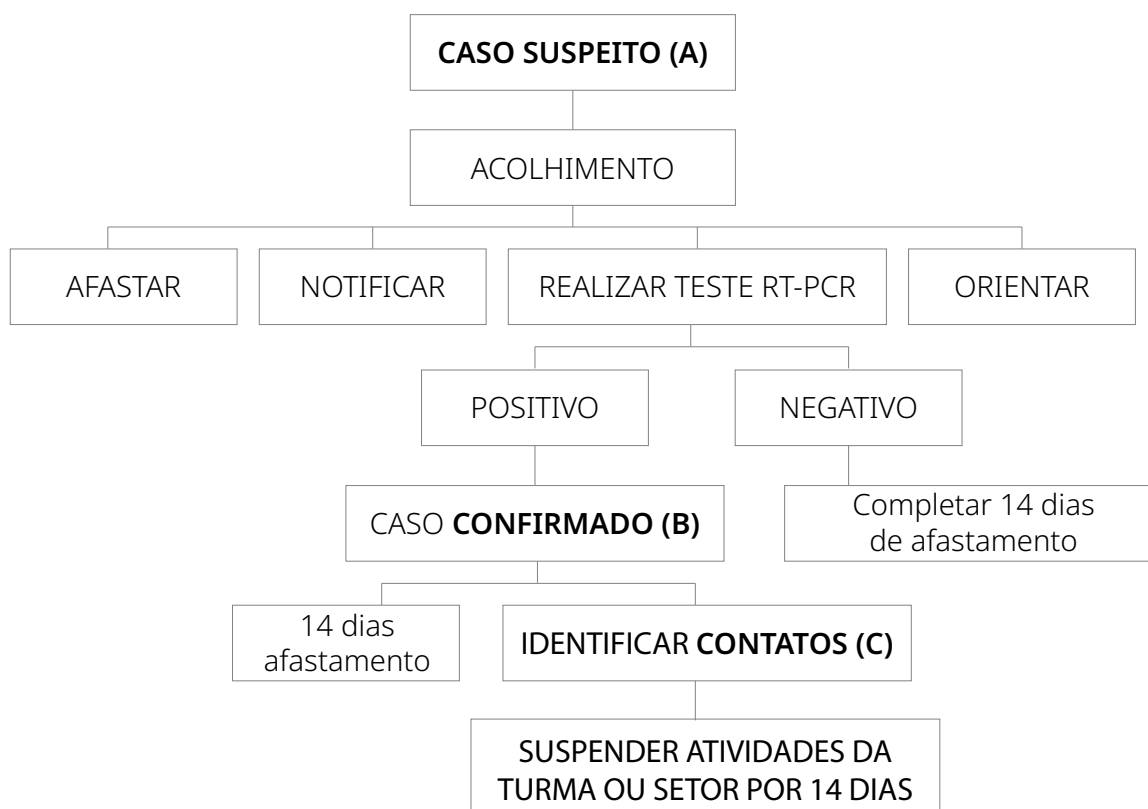 CASO SUSPEITO (A)
ACOLHIMENTO
AFASTAR
NOTIFICAR
REALIZAR TESTE RT-PCR
ORIENTAR
POSITIVO
NEGATIVO
CASO CONFIRMADO (B)
Completar 14 dias
de afastamento
14 dias
afastamento
IDENTIFICAR CONTATOS (C)
SUSPENDER ATIVIDADES DA
TURMA OU SETOR POR 14 DIAS